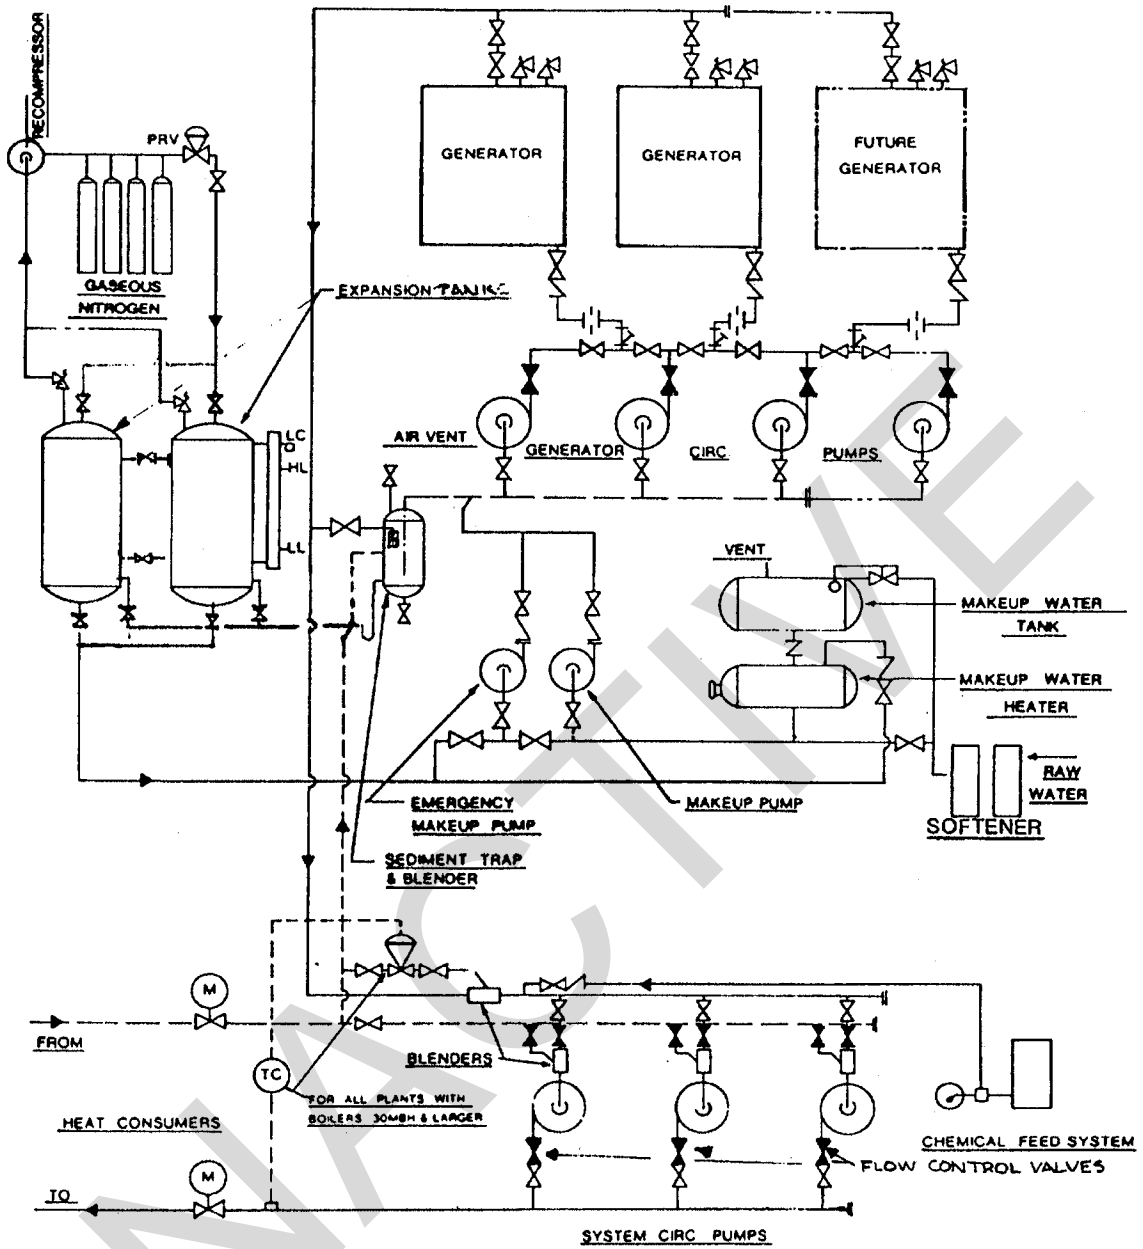 RECOMPRESSOR
PRV
GASEOUS
NITROGEN
EXPANSION TANKS
GENERATOR
GENERATOR
FUTURE
GENERATOR
LC
HL
LL
AIR VENT
GENERATOR CIRC PUMPS
VENT
MAKEUP WATER
TANK
MAKEUP WATER
HEATER
RAW
WATER
SOFTENER
EMERGENCY
MAKEUP PUMP
MAKEUP PUMP
SEDIMENT TRAP
& BLENDER
M
FROM
BLENDERS
TC
FOR ALL PLANTS WITH
BOILERS 30MBH & LARGER
HEAT CONSUMERS
CHEMICAL FEED SYSTEM
FLOW CONTROL VALVES
M
TO
SYSTEM CIRC PUMPS
NACTIVE